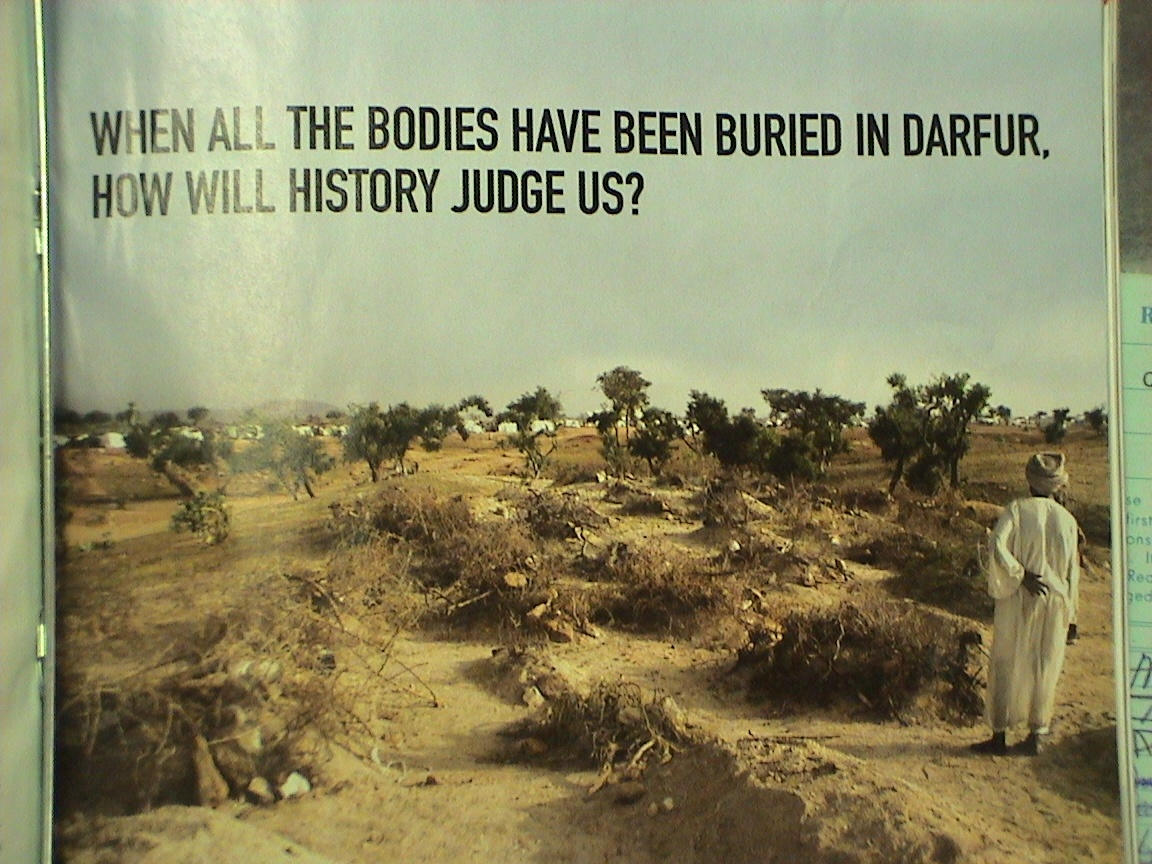 WHEN ALL THE BODIES HAVE BEEN BURIED IN DARFUR,
HOW WILL HISTORY JUDGE US?